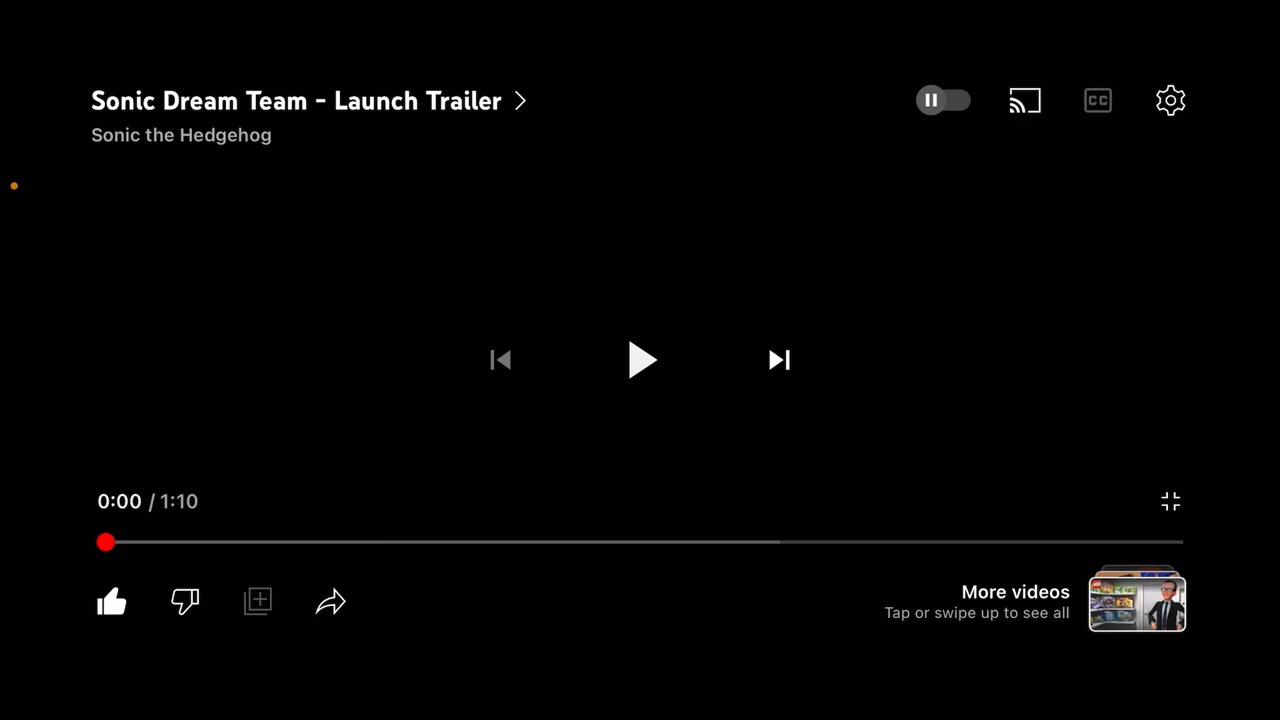 Sonic Dream Team - Launch Trailer
Sonic the Hedgehog
CC
0:00 / 1:10
More videos
Tap or swipe up to see all